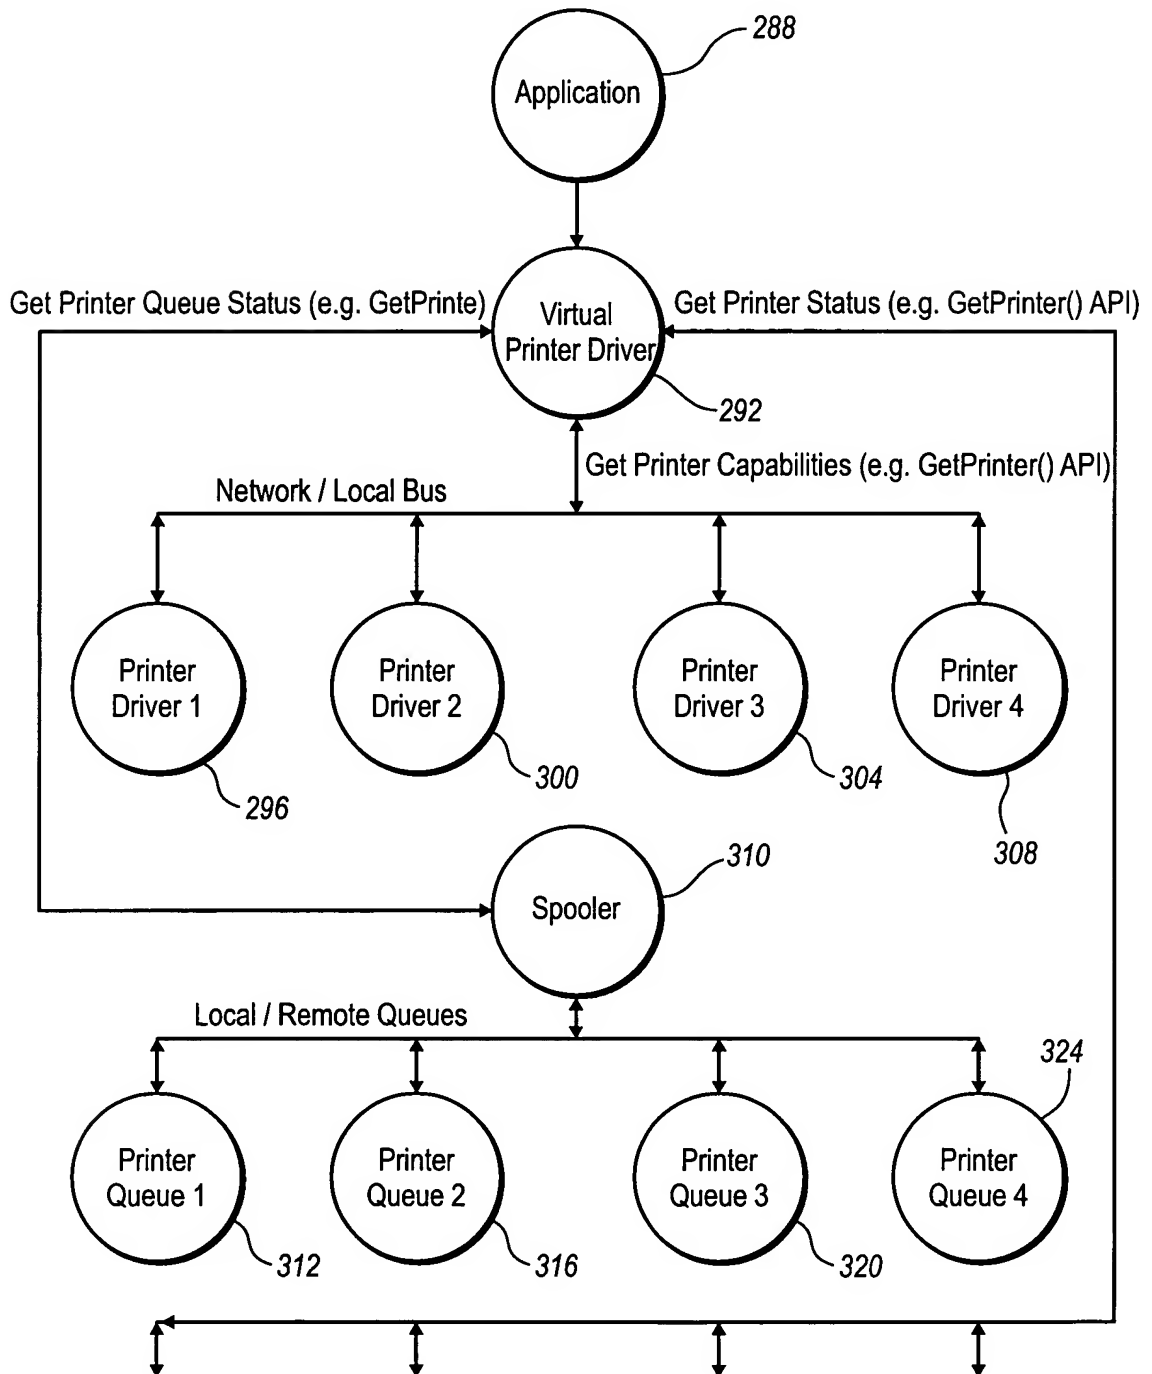 288
Application
Get Printer Queue Status (e.g. GetPrinte)
Virtual
Printer Driver
Get Printer Status (e.g. GetPrinter() API)
292
Get Printer Capabilities (e.g. GetPrinter() API)
Network / Local Bus
Printer
Driver 1
Printer
Driver 2
Printer
Driver 3
Printer
Driver 4
296
300
304
308
310
Spooler
Local / Remote Queues
324
Printer
Queue 1
Printer
Queue 2
Printer
Queue 3
Printer
Queue 4
312
316
320